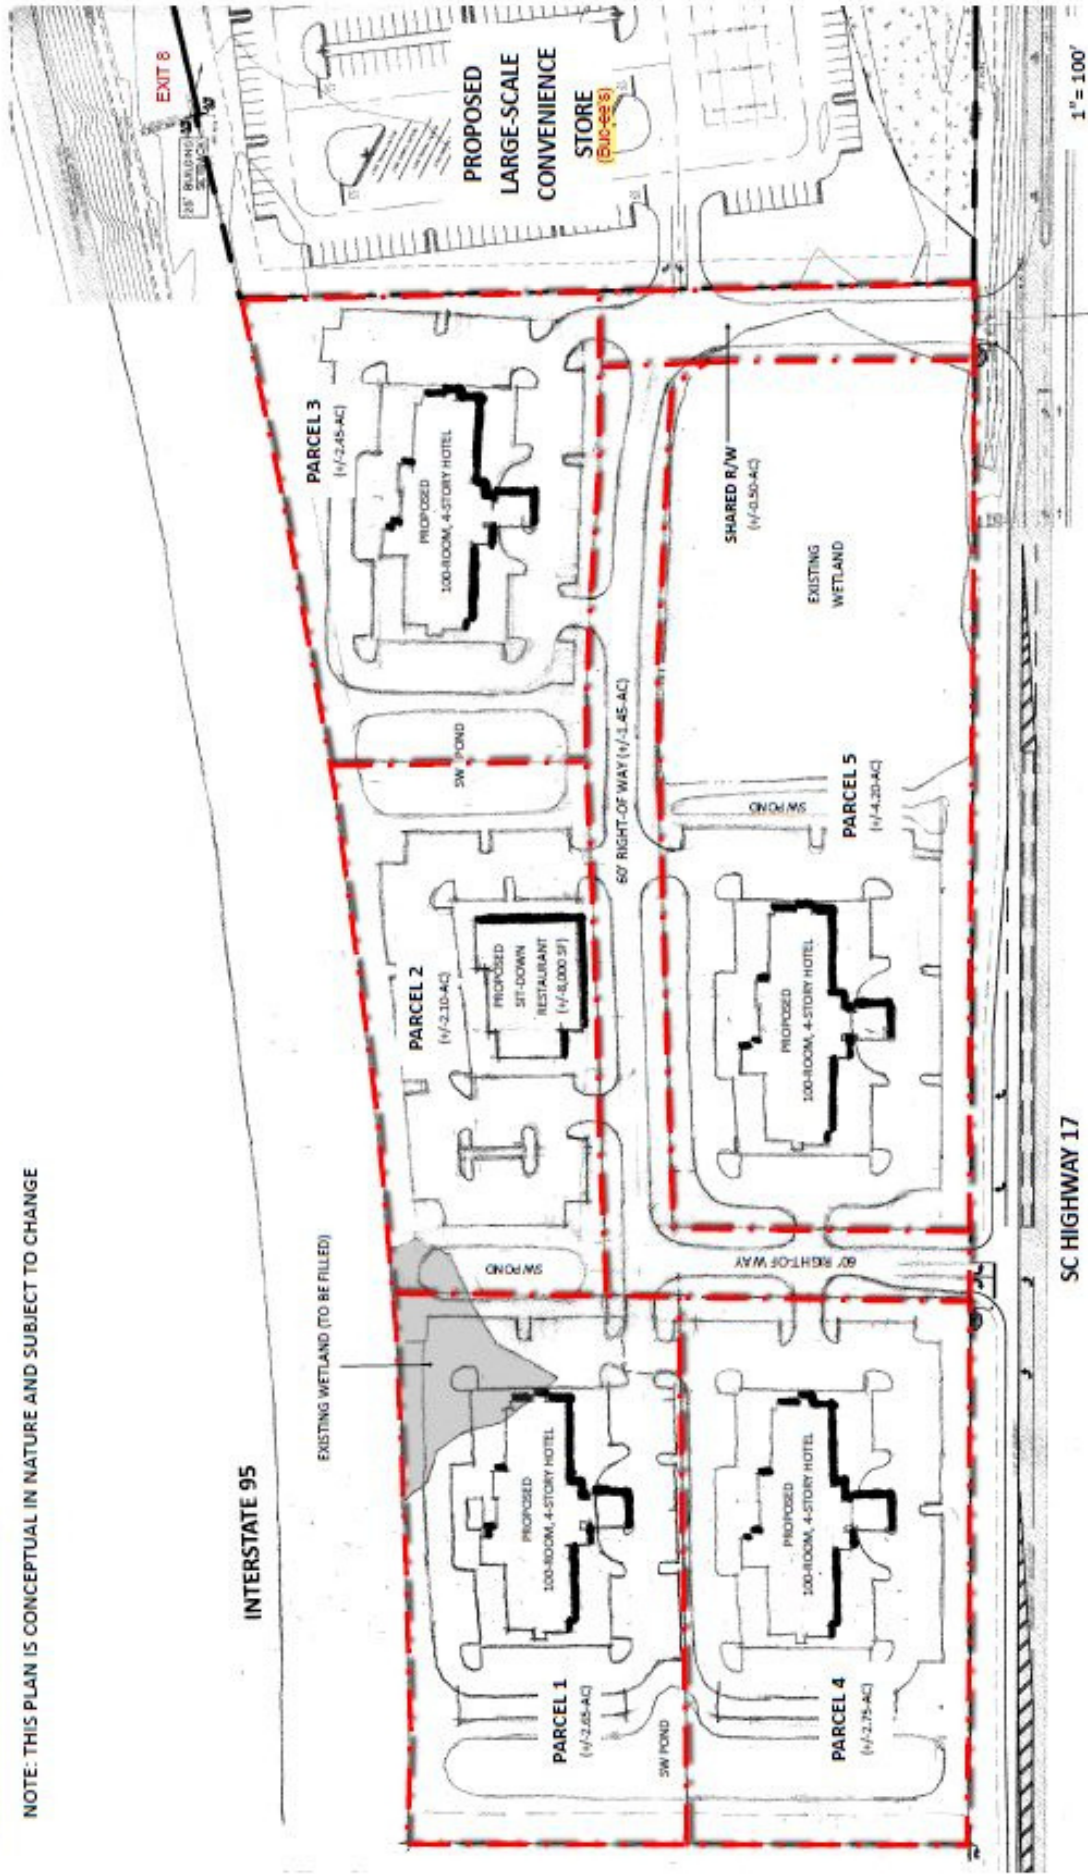 NOTE: THIS PLAN IS CONCEPTUAL IN NATURE AND SUBJECT TO CHANGE
INTERSTATE 95
EXISTING WETLAND (TO BE FILLED)
EXIT 8
25' BUILDING
SETBACK
PROPOSED
LARGE-SCALE
CONVENIENCE
STORE
(Buc-ee's)
PARCEL 1
(+/-2.65-AC)
PROPOSED
100-ROOM, 4-STORY HOTEL
SW POND
SW POND
PARCEL 2
(+/-2.10-AC)
PROPOSED
SIT-DOWN
RESTAURANT
(+/-8,000 SF)
SW POND
PARCEL 3
(+/-2.45-AC)
PROPOSED
100-ROOM, 4-STORY HOTEL
60' RIGHT-OF WAY (+/-1.45-AC)
60' RIGHT-OF WAY
SHARED R/W
(+/-0.50-AC)
PARCEL 4
(+/-2.75-AC)
PROPOSED
100-ROOM, 4-STORY HOTEL
PROPOSED
100-ROOM, 4-STORY HOTEL
SW POND
PARCEL 5
(+/-4.20-AC)
EXISTING
WETLAND
SC HIGHWAY 17
1" = 100'